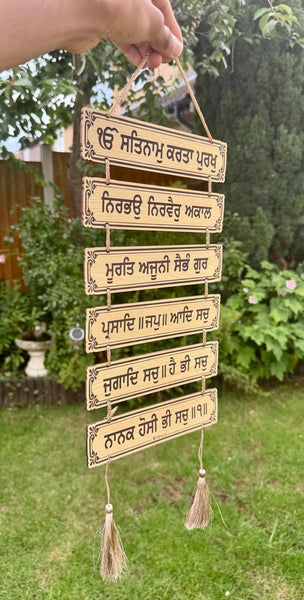 ੴ ਸਤਿਨਾਮੁ ਕਰਤਾ ਪੁਰਖੁ
ਨਿਰਭਉ ਨਿਰਵੈਰੁ ਅਕਾਲ
ਮੂਰਤਿ ਅਜੂਨੀ ਸੈਭੰ ਗੁਰ
ਪ੍ਰਸਾਦਿ ॥ਜਪੁ॥ ਆਦਿ ਸਚੁ
ਜੁਗਾਦਿ ਸਚੁ॥ ਹੈ ਭੀ ਸਚੁ॥
ਨਾਨਕ ਹੋਸੀ ਭੀ ਸਚੁ ॥੧॥